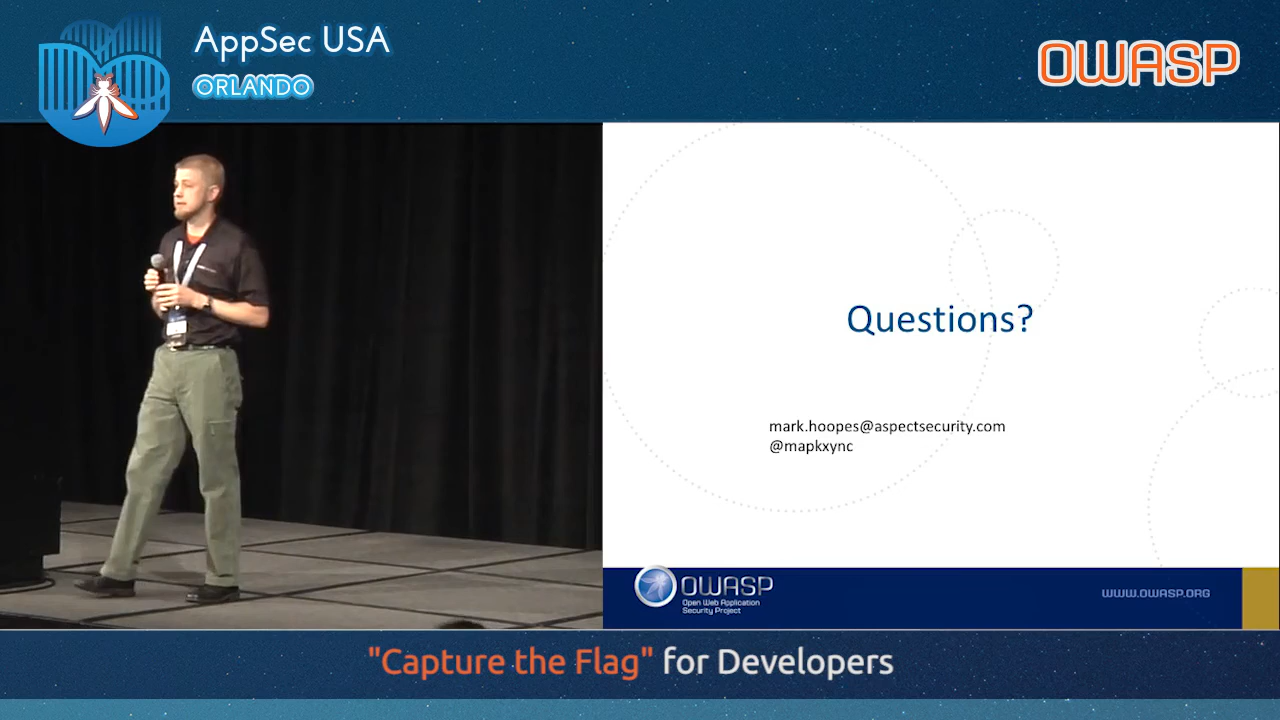 AppSec USA
ORLANDO
OWASP
Questions?
mark.hoopes@aspectsecurity.com
@mapkxync
OWASP
Open Web Application
Security Project
WWW.OWASP.ORG
"Capture the Flag" for Developers